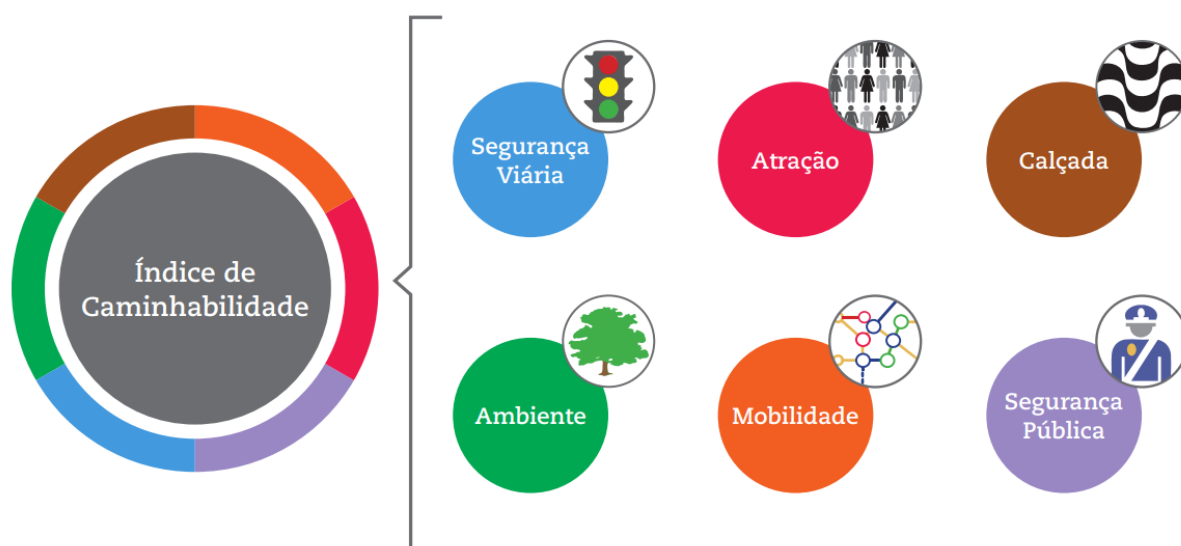 Índice de
Caminhabilidade
Segurança
Viária
Atração
Calçada
Ambiente
Mobilidade
Segurança
Pública